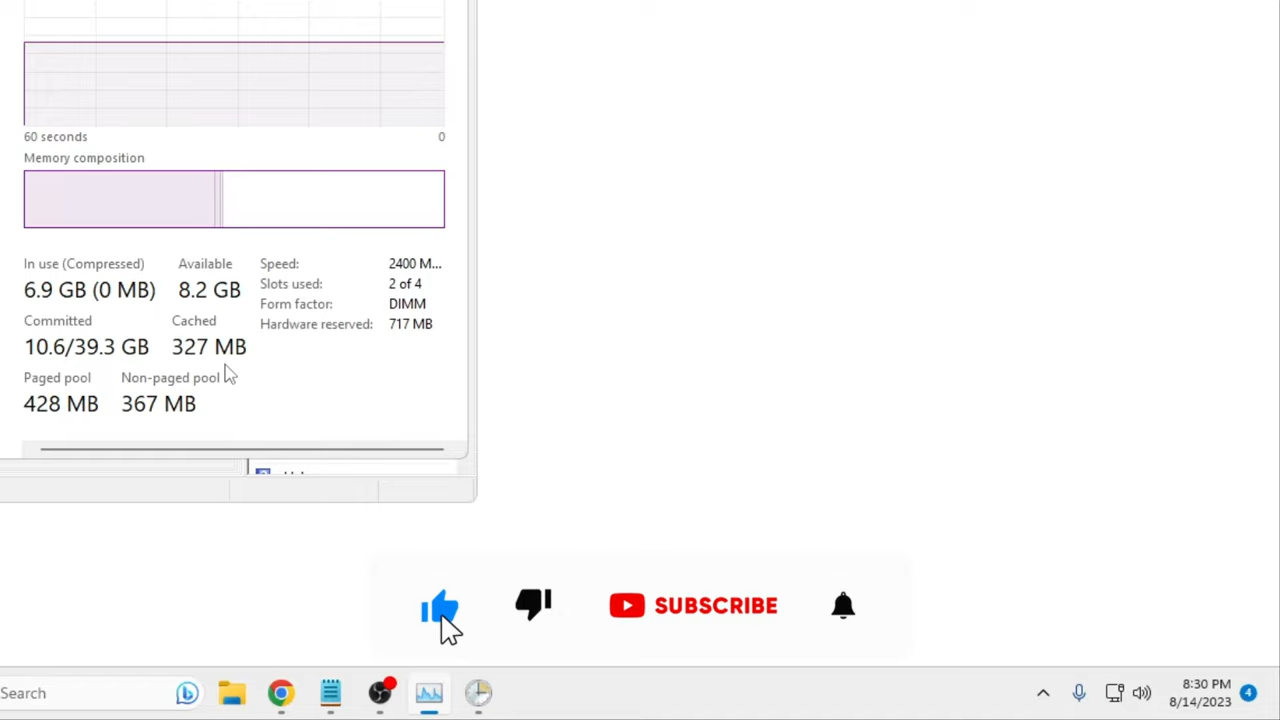 60 seconds 0
Memory composition
In use (Compressed) Available Speed: 2400 M...
6.9 GB (0 MB) 8.2 GB Slots used: 2 of 4
Form factor: DIMM
Committed Cached Hardware reserved: 717 MB
10.6/39.3 GB 327 MB
Paged pool Non-paged pool
428 MB 367 MB
SUBSCRIBE
Search 8:30 PM 4
8/14/2023